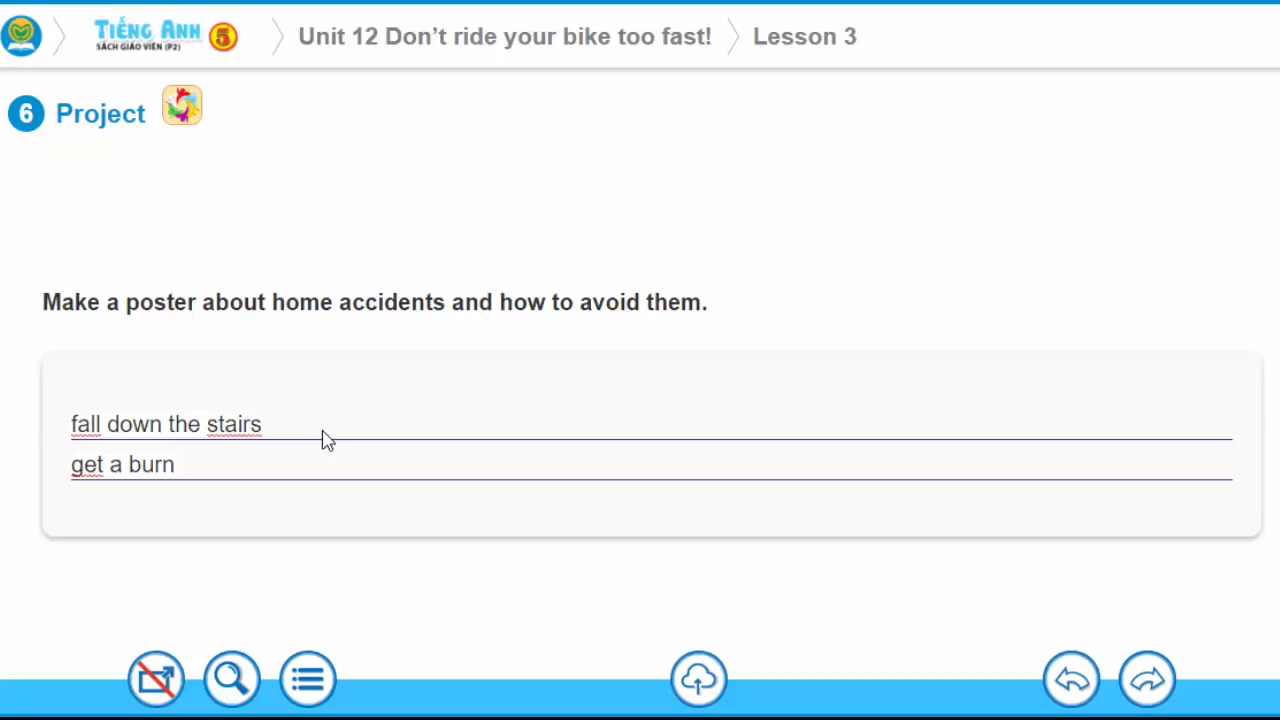 TIẾNG ANH 5
SÁCH GIÁO VIÊN (P2)
Unit 12 Don't ride your bike too fast!
Lesson 3
6 Project
Make a poster about home accidents and how to avoid them.
fall down the stairs
get a burn